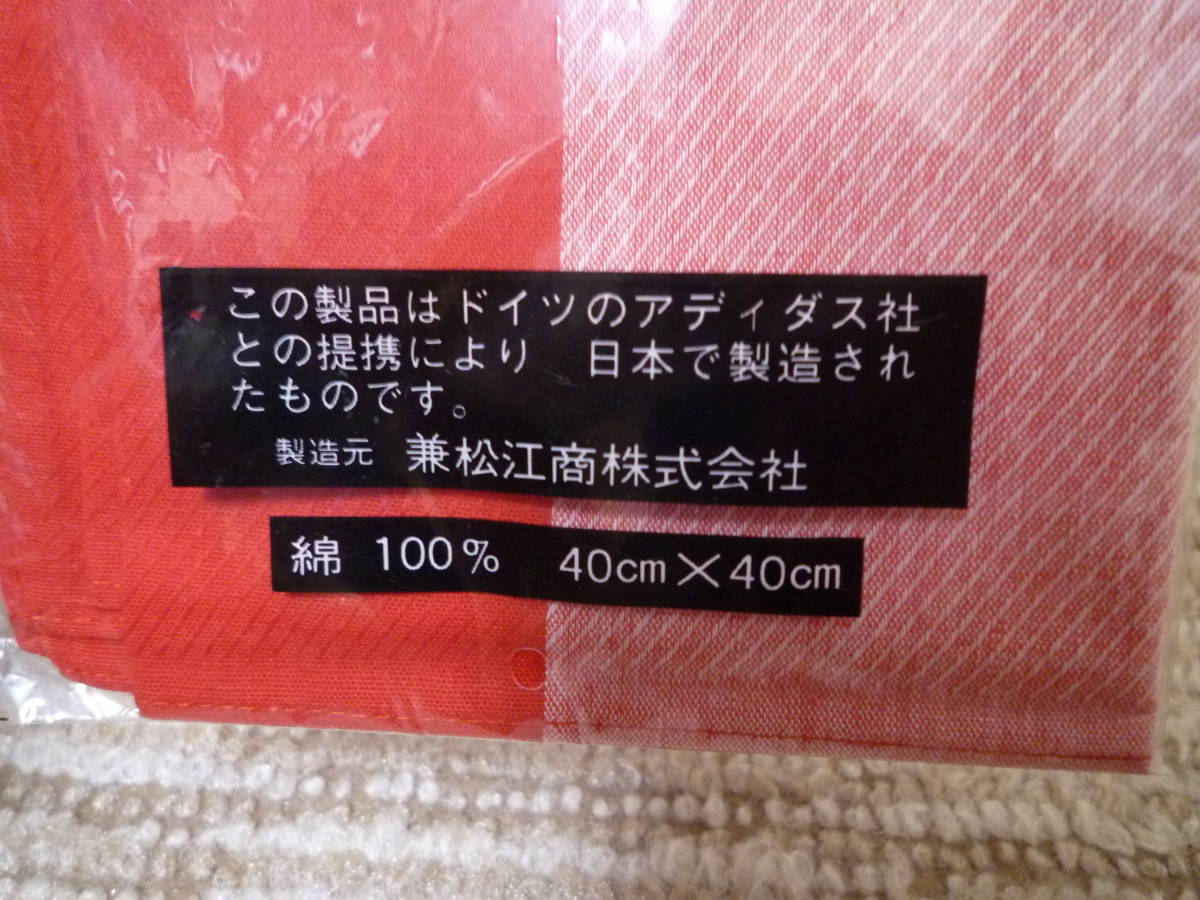 この製品はドイツのアディダス社
との提携により　日本で製造され
たものです。
製造元 兼松江商株式会社
綿 100% 40cm×40cm